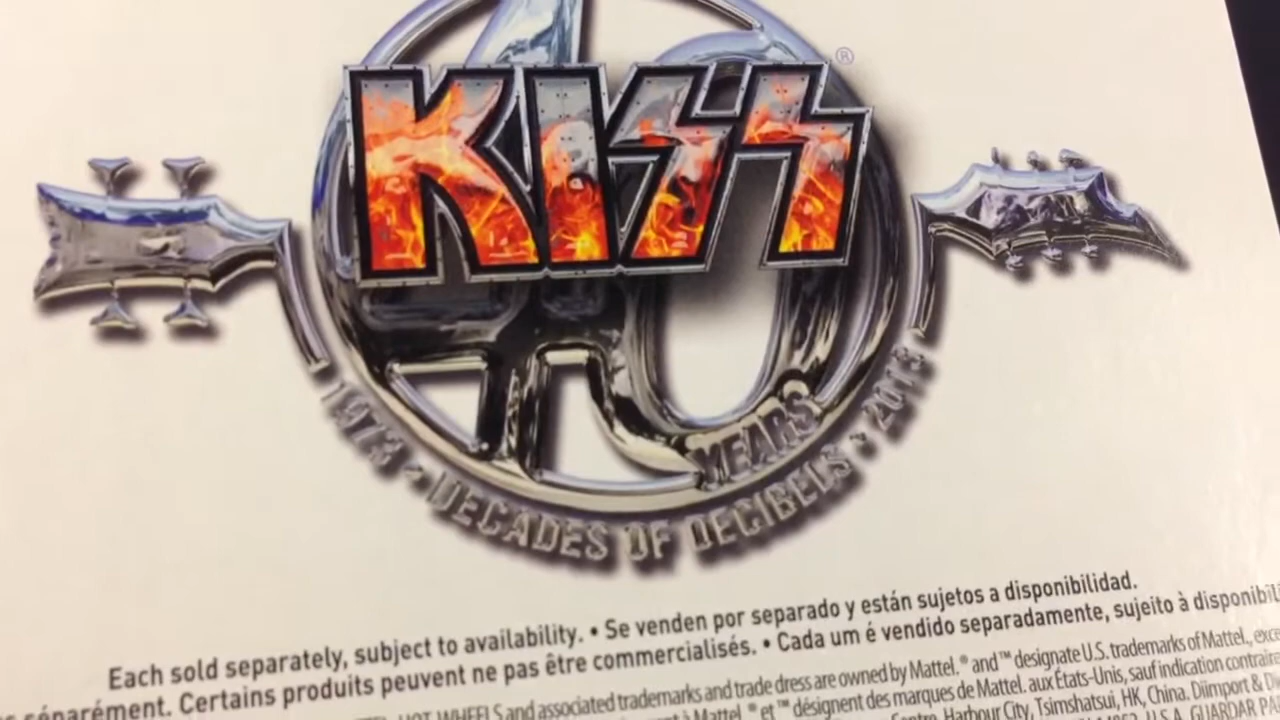 KISS ®
40
YEARS
1973 • DECADES OF DECIBELS • 2013
Each sold separately, subject to availability. • Se venden por separado y están sujetos a disponibilidad.
séparément. Certains produits peuvent ne pas être commercialisés. • Cada um é vendido separadamente, sujeito à
HOT WHEELS and associated trademarks and trade dress are owned by Mattel. ® and ™ designate U.S. trademarks of Mattel.,
à Mattel. ® et ™ désignent des marques de Mattel. aux États-Unis, sauf indication
Centre, Harbour City, Tsimshatsui, HK, China. Diimport &
U.S.A. GUARDAR